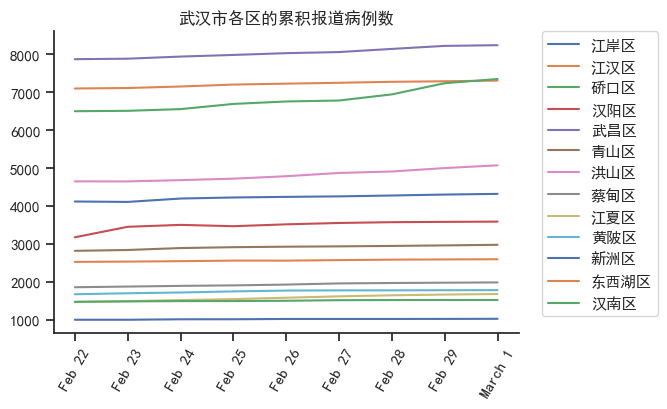 武汉市各区的累积报道病例数
8000
7000
6000
5000
4000
3000
2000
1000
Feb 22
Feb 23
Feb 24
Feb 25
Feb 26
Feb 27
Feb 28
Feb 29
March 1
江岸区
江汉区
硚口区
汉阳区
武昌区
青山区
洪山区
蔡甸区
江夏区
黄陂区
新洲区
东西湖区
汉南区